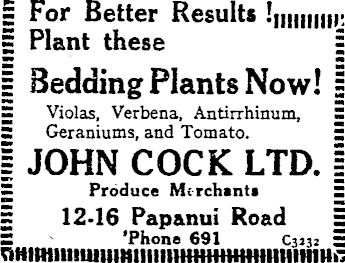 For Better Results !
Plant these
Bedding Plants Now!
Violas, Verbena, Antirrhinum,
Geraniums, and Tomato.
JOHN COCK LTD.
Produce Merchants
12-16 Papanui Road
'Phone 691
C3232